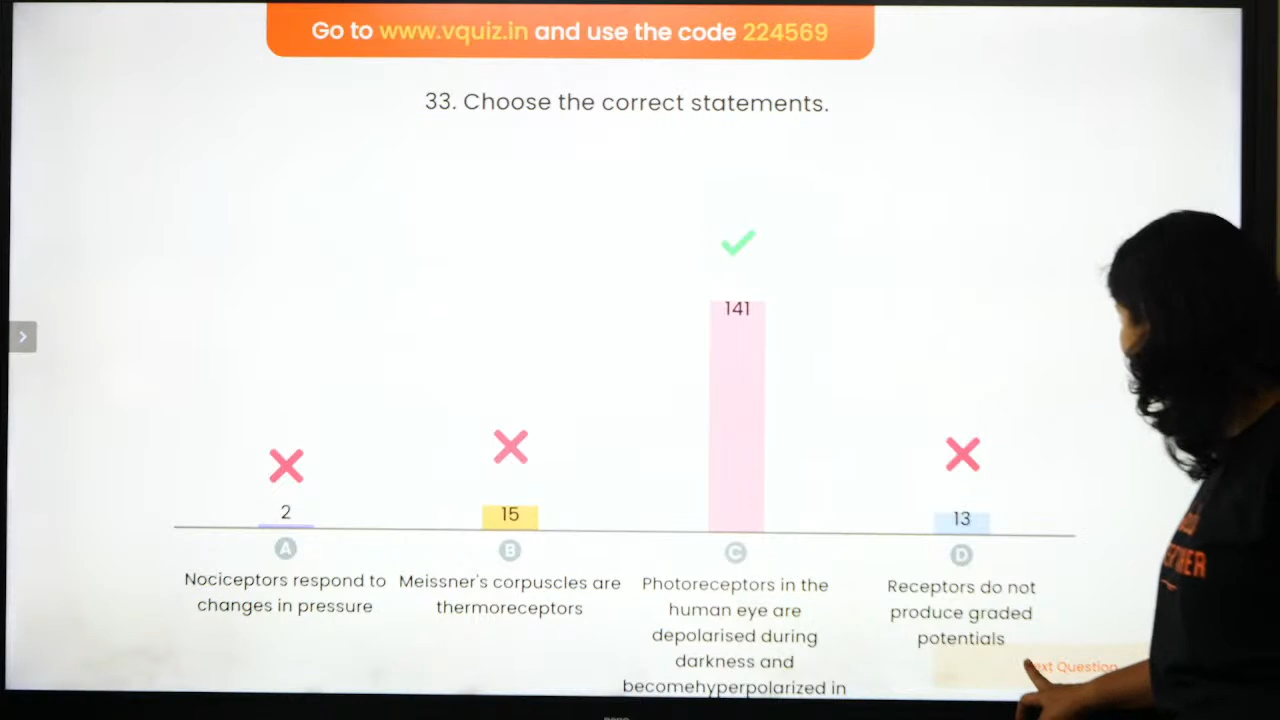 Go to www.vquiz.in and use the code 224569
33. Choose the correct statements.
141
2
15
13
A
B
C
D
Nociceptors respond to
changes in pressure
Meissner's corpuscles are
thermoreceptors
Photoreceptors in the
human eye are
depolarised during
darkness and
becomehyperpolarized in
Receptors do not
produce graded
potentials
ext Question